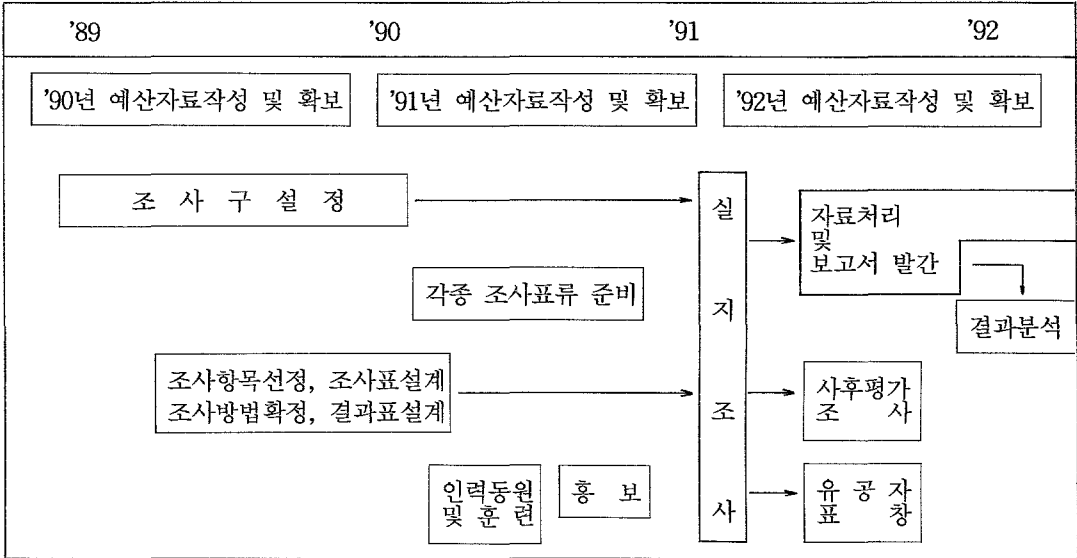 '89 '90 '91 '92
'90년 예산자료작성 및 확보 '91년 예산자료작성 및 확보 '92년 예산자료작성 및 확보
조 사 구 설 정
실
지
조
사
자료처리
및
보고서 발간
결과분석
각종 조사표류 준비
조사항목선정, 조사표설계
조사방법확정, 결과표설계
사후평가
조 사
인력동원
및 훈 련
홍 보
유 공 자
표 창